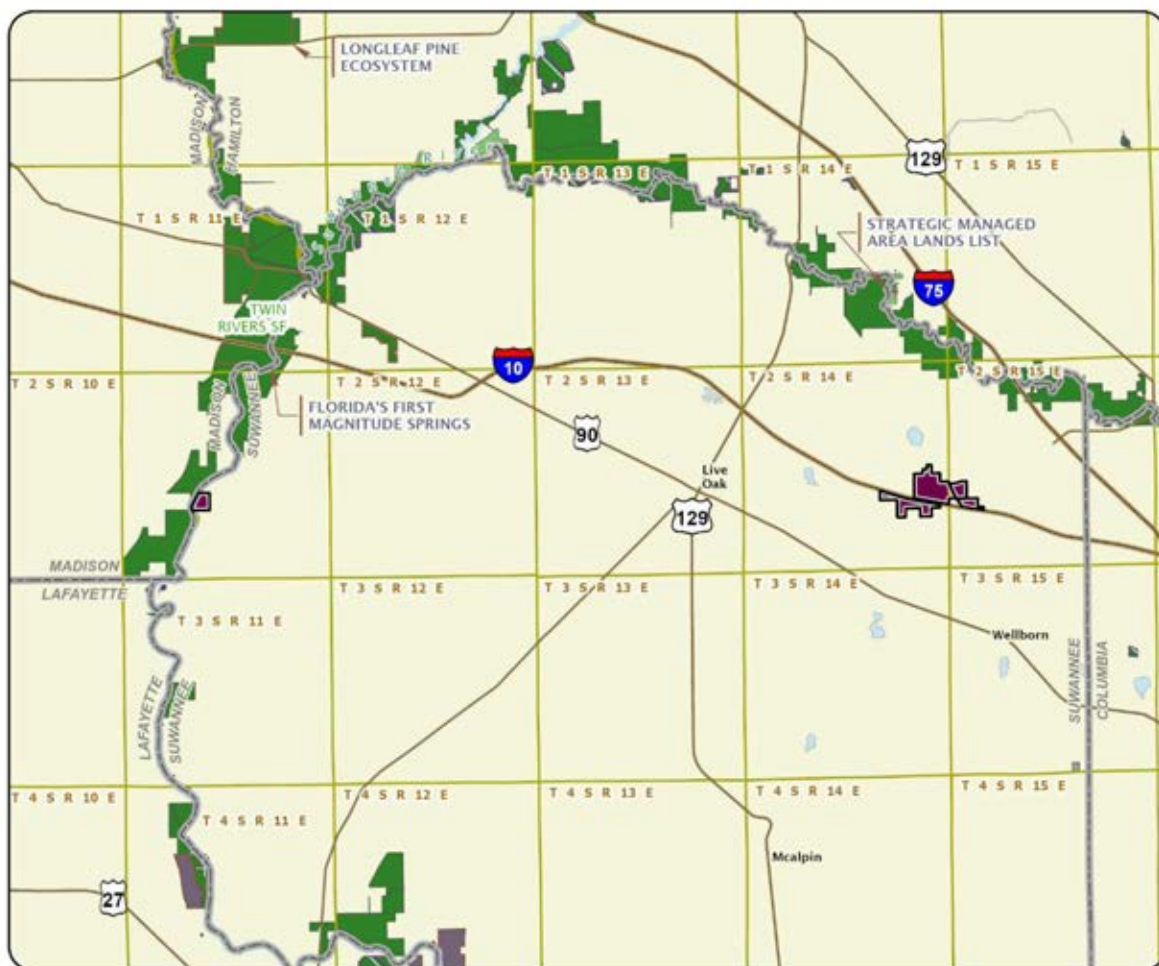 LONGLEAF PINE
ECOSYSTEM
MADISON
HAMILTON
129
T 1 S R 13 E
T 1 S R 14 E
T 1 S R 15 E
T 1 S R 11 E
T 1 S R 12 E
STRATEGIC MANAGED
AREA LANDS LIST
75
TWIN
RIVERS SF
10
T 2 S R 10 E
T 2 S R 12 E
T 2 S R 13 E
T 2 S R 14 E
T 2 S R 15 E
MADISON
SUWANNEE
FLORIDA'S FIRST
MAGNITUDE SPRINGS
90
Live
Oak
129
MADISON
LAFAYETTE
T 3 S R 12 E
T 3 S R 13 E
T 3 S R 14 E
T 3 S R 15 E
T 3 S R 11 E
Wellborn
LAFAYETTE
SUWANNEE
SUWANNEE
COLUMBIA
T 4 S R 10 E
T 4 S R 12 E
T 4 S R 13 E
T 4 S R 14 E
T 4 S R 15 E
T 4 S R 11 E
Mcalpin
27